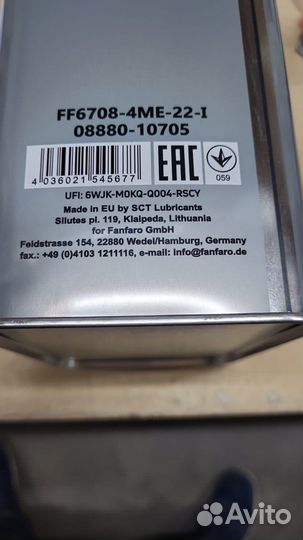 FF6708-4ME-22-I
08880-10705
4 036021 545677
EAC
059
UFI: 6WJK-M0KQ-Q004-RSCY
Made in EU by SCT Lubricants
Silutes pl. 119, Klaipeda, Lithuania
for Fanfaro GmbH
Feldstrasse 154, 22880 Wedel/Hamburg, Germany
fax.: +49 (0)4103 1211116, e-mail: info@fanfaro.de
Avito